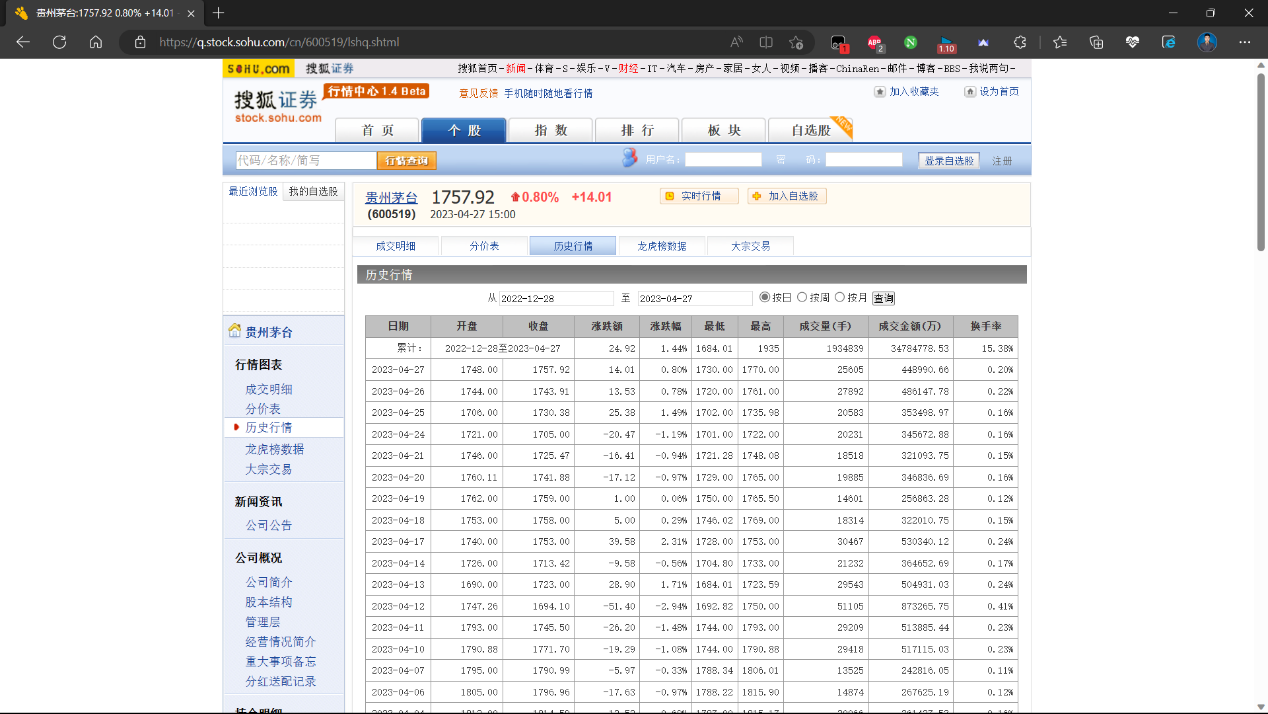 贵州茅台:1757.92 0.80% +14.01
https://q.stock.sohu.com/cn/600519/lshq.shtml
1
2
1.10
SOHU.com 搜狐证券 搜狐首页-新闻-体育-S-娱乐-V-财经-IT-汽车-房产-家居-女人-视频-播客-ChinaRen-邮件-博客-BBS-我说两句-
搜狐证券 行情中心 1.4 Beta 意见反馈 手机随时随地看行情 加入收藏夹 设为首页
stock.sohu.com
首 页 个 股 指 数 排 行 板 块 自选股 NEW
代码/名称/简写 行情查询 用户名: 密 码: 登录自选股 注册
最近浏览股 我的自选股
贵州茅台 1757.92 0.80% +14.01 实时行情 加入自选股
(600519) 2023-04-27 15:00
成交明细 分价表 历史行情 龙虎榜数据 大宗交易
历史行情
从 2022-12-28 至 2023-04-27 按日 按周 按月 查询
日期 开盘 收盘 涨跌额 涨跌幅 最低 最高 成交量(手) 成交金额(万) 换手率
累计: 2022-12-28至2023-04-27 24.92 1.44% 1684.01 1935 1934839 34784778.53 15.38%
2023-04-27 1748.00 1757.92 14.01 0.80% 1730.00 1770.00 25605 448990.66 0.20%
2023-04-26 1744.00 1743.91 13.53 0.78% 1720.00 1761.00 27892 486147.78 0.22%
2023-04-25 1706.00 1730.38 25.38 1.49% 1702.00 1735.98 20583 353498.97 0.16%
2023-04-24 1721.00 1705.00 -20.47 -1.19% 1701.00 1722.00 20231 345672.88 0.16%
2023-04-21 1746.00 1725.47 -16.41 -0.94% 1721.28 1748.08 18518 321093.75 0.15%
2023-04-20 1760.11 1741.88 -17.12 -0.97% 1729.00 1765.00 19885 346836.69 0.16%
2023-04-19 1762.00 1759.00 1.00 0.06% 1750.00 1765.50 14601 256863.28 0.12%
2023-04-18 1753.00 1758.00 5.00 0.29% 1746.02 1769.00 18314 322010.75 0.15%
2023-04-17 1740.00 1753.00 39.58 2.31% 1728.00 1753.00 30467 530340.12 0.24%
2023-04-14 1726.00 1713.42 -9.58 -0.56% 1704.80 1733.00 21232 364652.69 0.17%
2023-04-13 1690.00 1723.00 28.90 1.71% 1684.01 1723.59 29543 504931.03 0.24%
2023-04-12 1747.26 1694.10 -51.40 -2.94% 1692.82 1750.00 51105 873265.75 0.41%
2023-04-11 1793.00 1745.50 -26.20 -1.48% 1744.00 1793.00 29209 513885.44 0.23%
2023-04-10 1790.88 1771.70 -19.29 -1.08% 1744.00 1790.88 29418 517115.03 0.23%
2023-04-07 1795.00 1790.99 -5.97 -0.33% 1788.34 1806.01 13525 242816.05 0.11%
2023-04-06 1805.00 1796.96 -17.63 -0.97% 1788.22 1815.90 14874 267625.19 0.12%
贵州茅台
行情图表
成交明细
分价表
历史行情
龙虎榜数据
大宗交易
新闻资讯
公司公告
公司概况
公司简介
股本结构
管理层
经营情况简介
重大事项备忘
分红送配记录